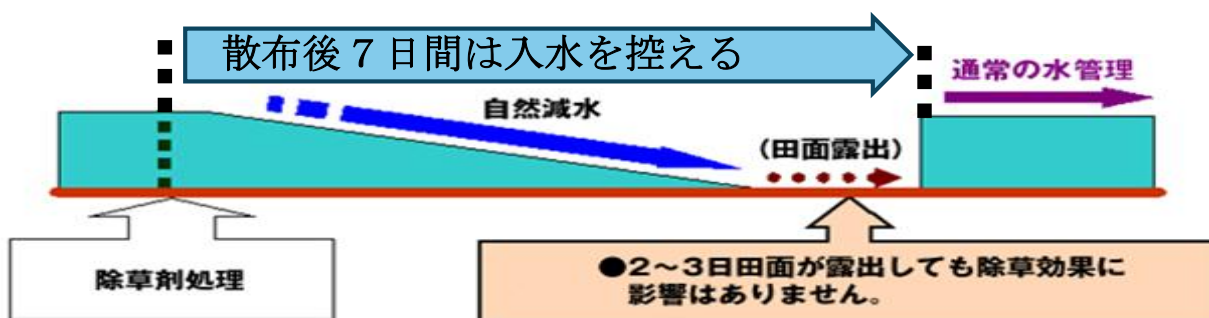 散布後７日間は入水を控える
通常の水管理
自然減水
（田面露出）
除草剤処理
●2～3日田面が露出しても除草効果に
影響はありません。